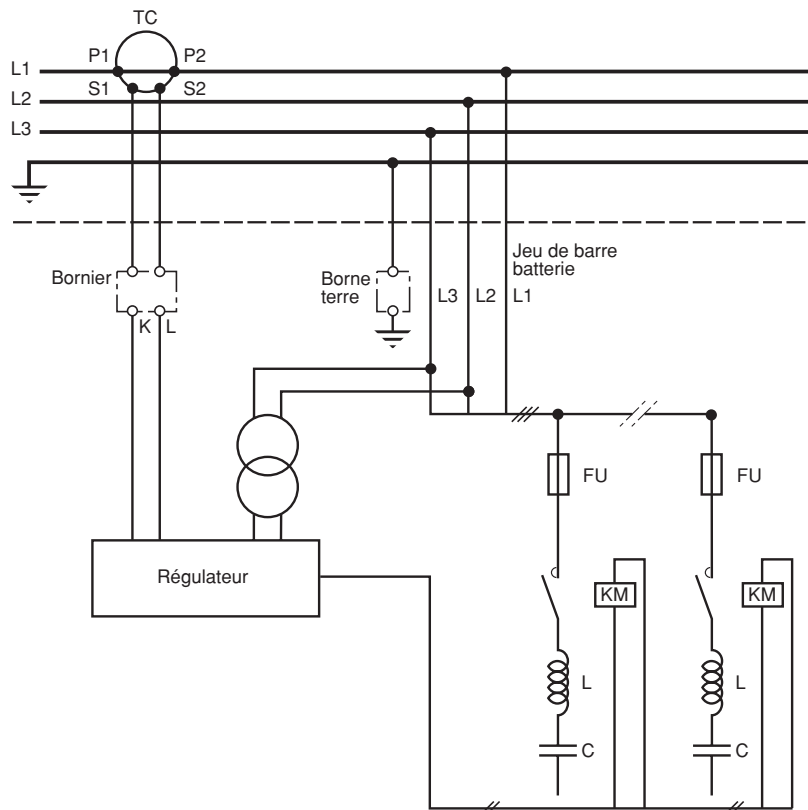 TC
P1
P2
L1
S1
S2
L2
L3
Jeu de barre
batterie
Bornier
Borne
terre
L3
L2
L1
K
L
FU
FU
Régulateur
KM
KM
L
L
C
C